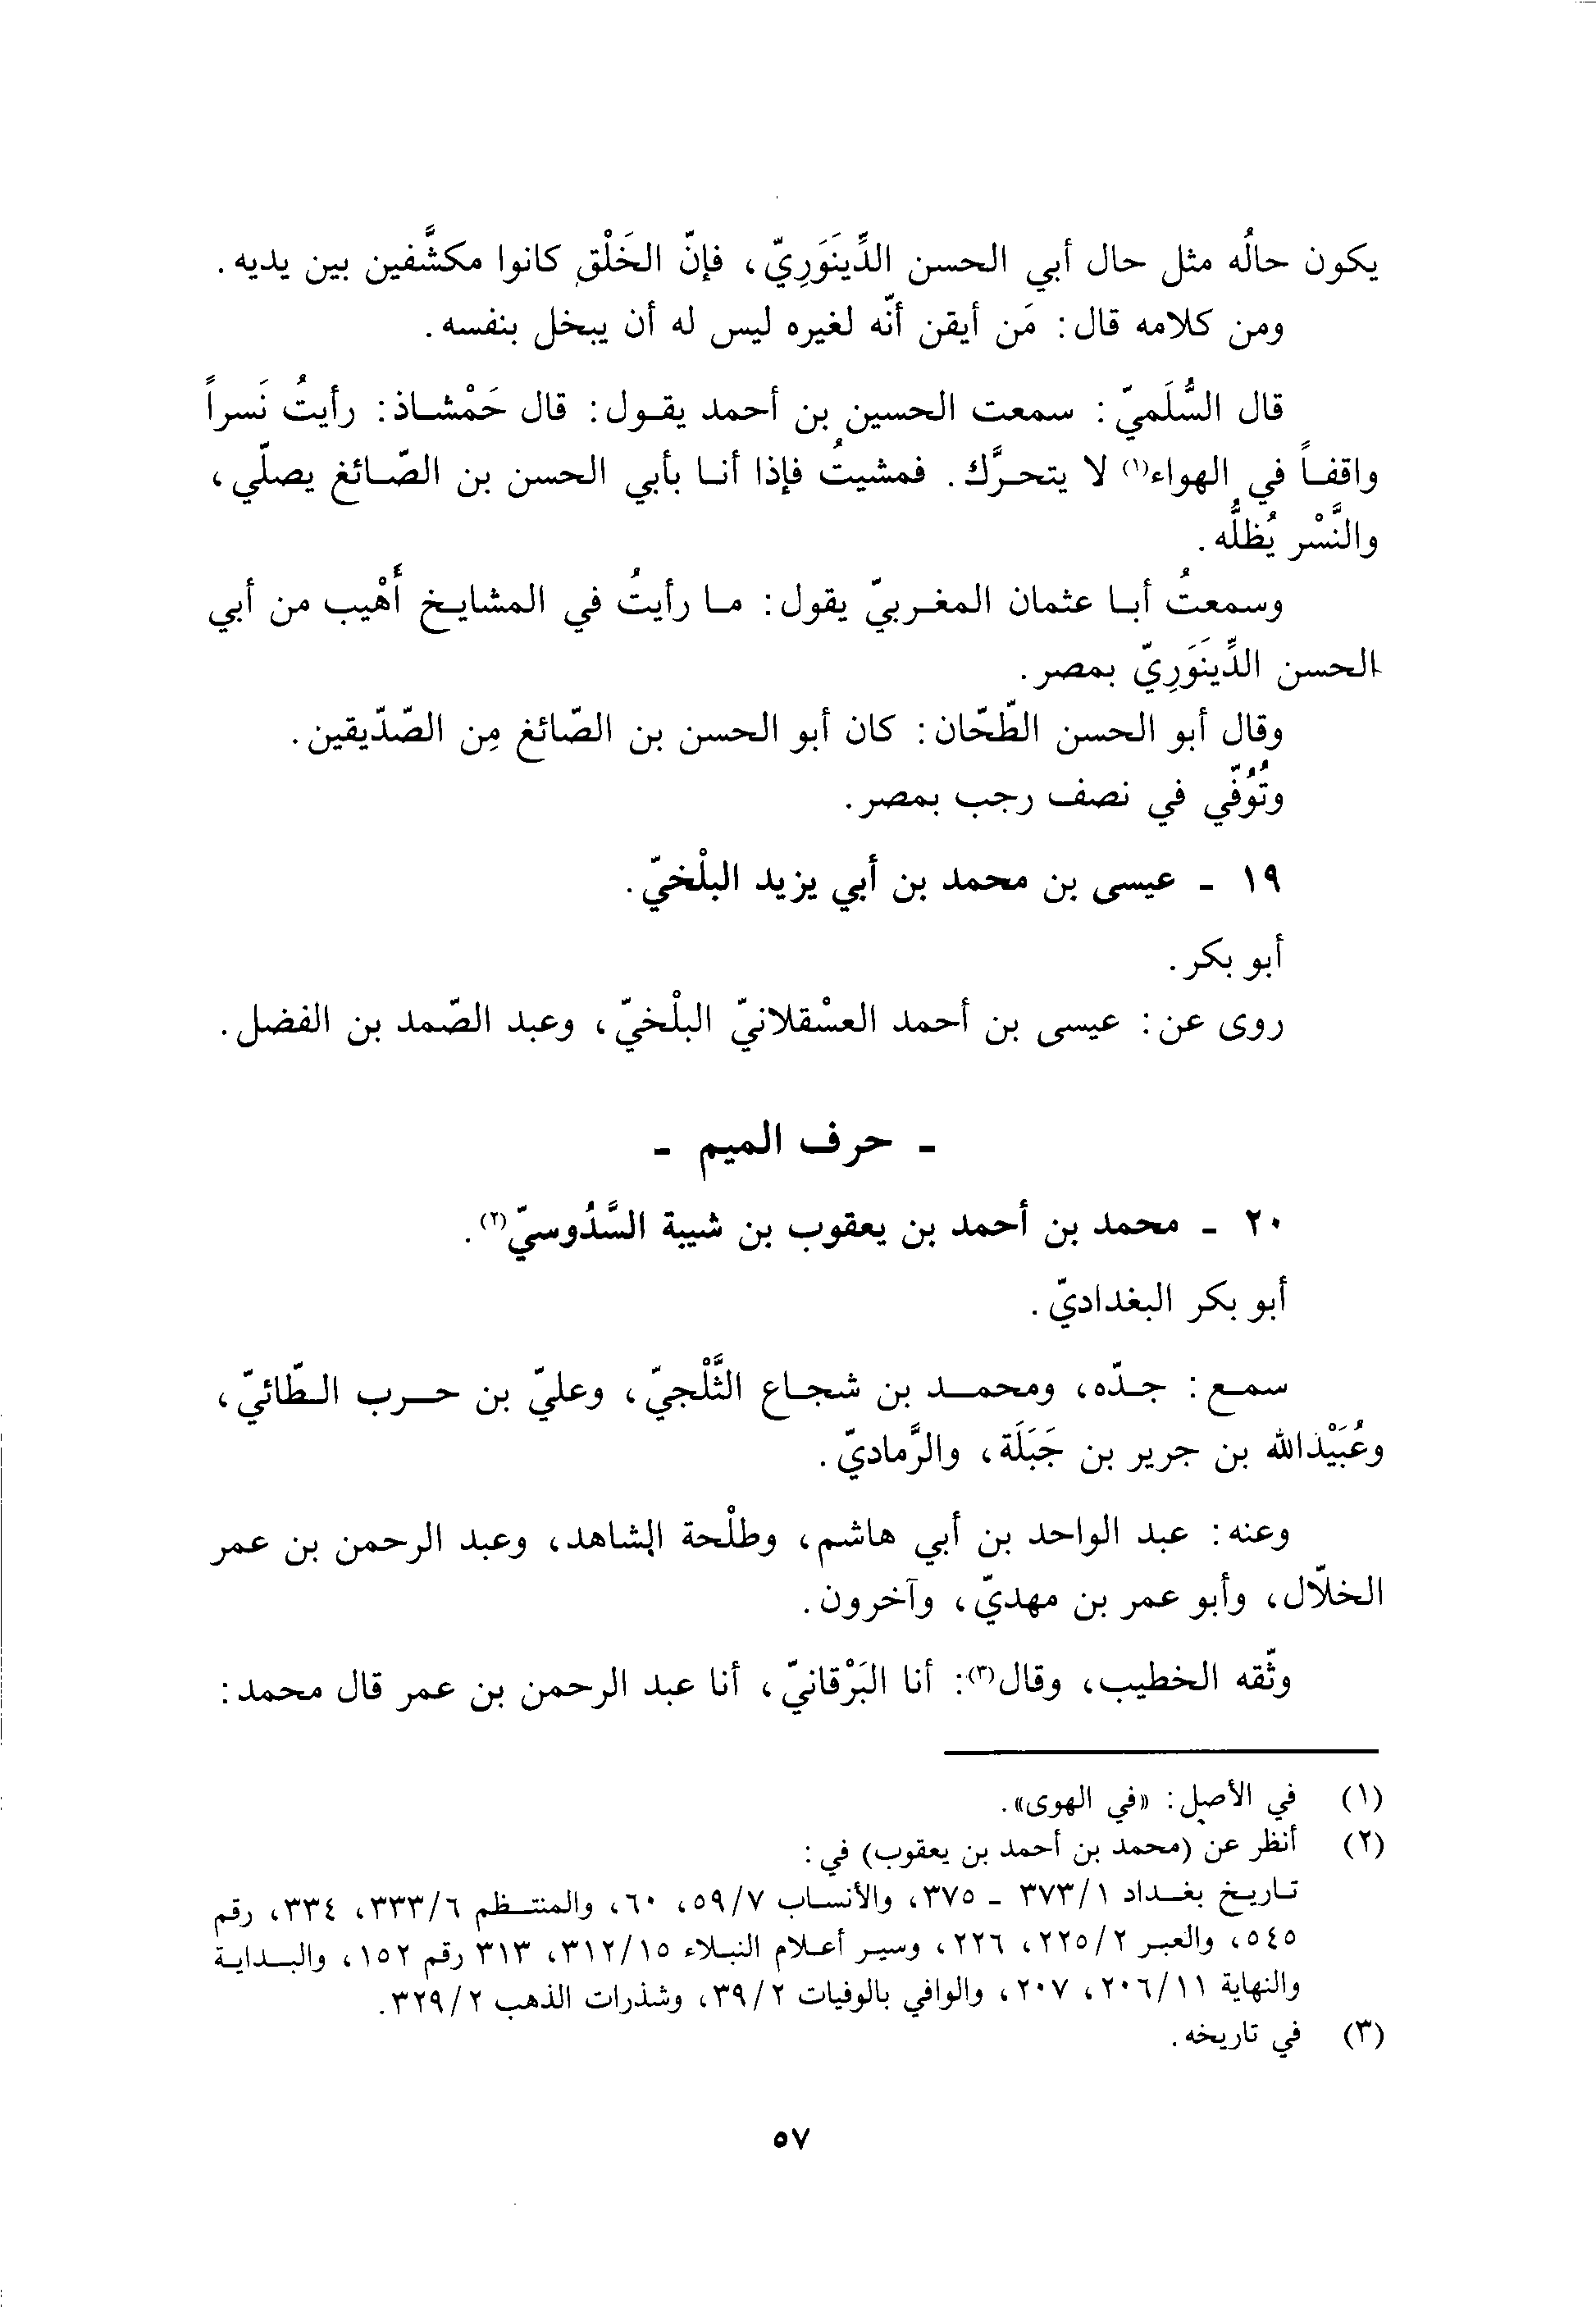 يكون حالُه مثل حال أبي الحسن الدِّينَوَرِيّ، فإنّ الخَلْق كانوا مكشَّفين بين يديه.
ومن كلامه قال: مَن أيقن أنّه لغيره ليس له أن يبخل بنفسه.
قال السُّلَميّ: سمعت الحسين بن أحمد يقول: قال حَمْشاذ: رأيتُ نَسراً
واقفاً في الهواء(١) لا يتحرَّك. فمشيتُ فإذا أنا بأبي الحسن بن الصّائغ يصلّي،
والنَّسْر يُظلُّه.
وسمعتُ أبا عثمان المغربيّ يقول: ما رأيتُ في المشايخ أَهْيب من أبي
الحسن الدِّينَوَرِيّ بمصر.
وقال أبو الحسن الطّحّان: كان أبو الحسن بن الصّائغ مِن الصّدّيقين.
وتُوُفّي في نصف رجب بمصر.
١٩ - عيسى بن محمد بن أبي يزيد البلْخيّ.
أبو بكر.
روى عن: عيسى بن أحمد العسْقلانيّ البلْخيّ، وعبد الصّمد بن الفضل.
- حرف الميم -
٢٠ - محمد بن أحمد بن يعقوب بن شيبة السَّدُوسيّ(٢).
أبو بكر البغداديّ.
سمع: جدّه، ومحمد بن شجاع الثَّلْجيّ، وعليّ بن حرب الطّائيّ،
وعُبَيْدالله بن جرير بن جَبَلَة، والرَّماديّ.
وعنه: عبد الواحد بن أبي هاشم، وطلْحة الشاهد، وعبد الرحمن بن عمر
الخلّال، وأبو عمر بن مهديّ، وآخرون.
وثّقه الخطيب، وقال(٣): أنا البَرْقانيّ، أنا عبد الرحمن بن عمر قال محمد:
(١) في الأصل: «في الهوى».
(٢) أنظر عن (محمد بن أحمد بن يعقوب) في:
تاريخ بغداد ٣٧٣/١ - ٣٧٥، والأنساب ٥٩/٧، ٦٠، والمنتظم ٣٣٣/٦، ٣٣٤، رقم
٥٤٥، والعبر ٢٢٥/٢، ٢٢٦، وسير أعلام النبلاء ٣١٢/١٥، ٣١٣ رقم ١٥٢، والبداية
والنهاية ٢٠٦/١١، ٢٠٧، والوافي بالوفيات ٣٩/٢، وشذرات الذهب ٣٢٩/٢.
(٣) في تاريخه.
٥٧